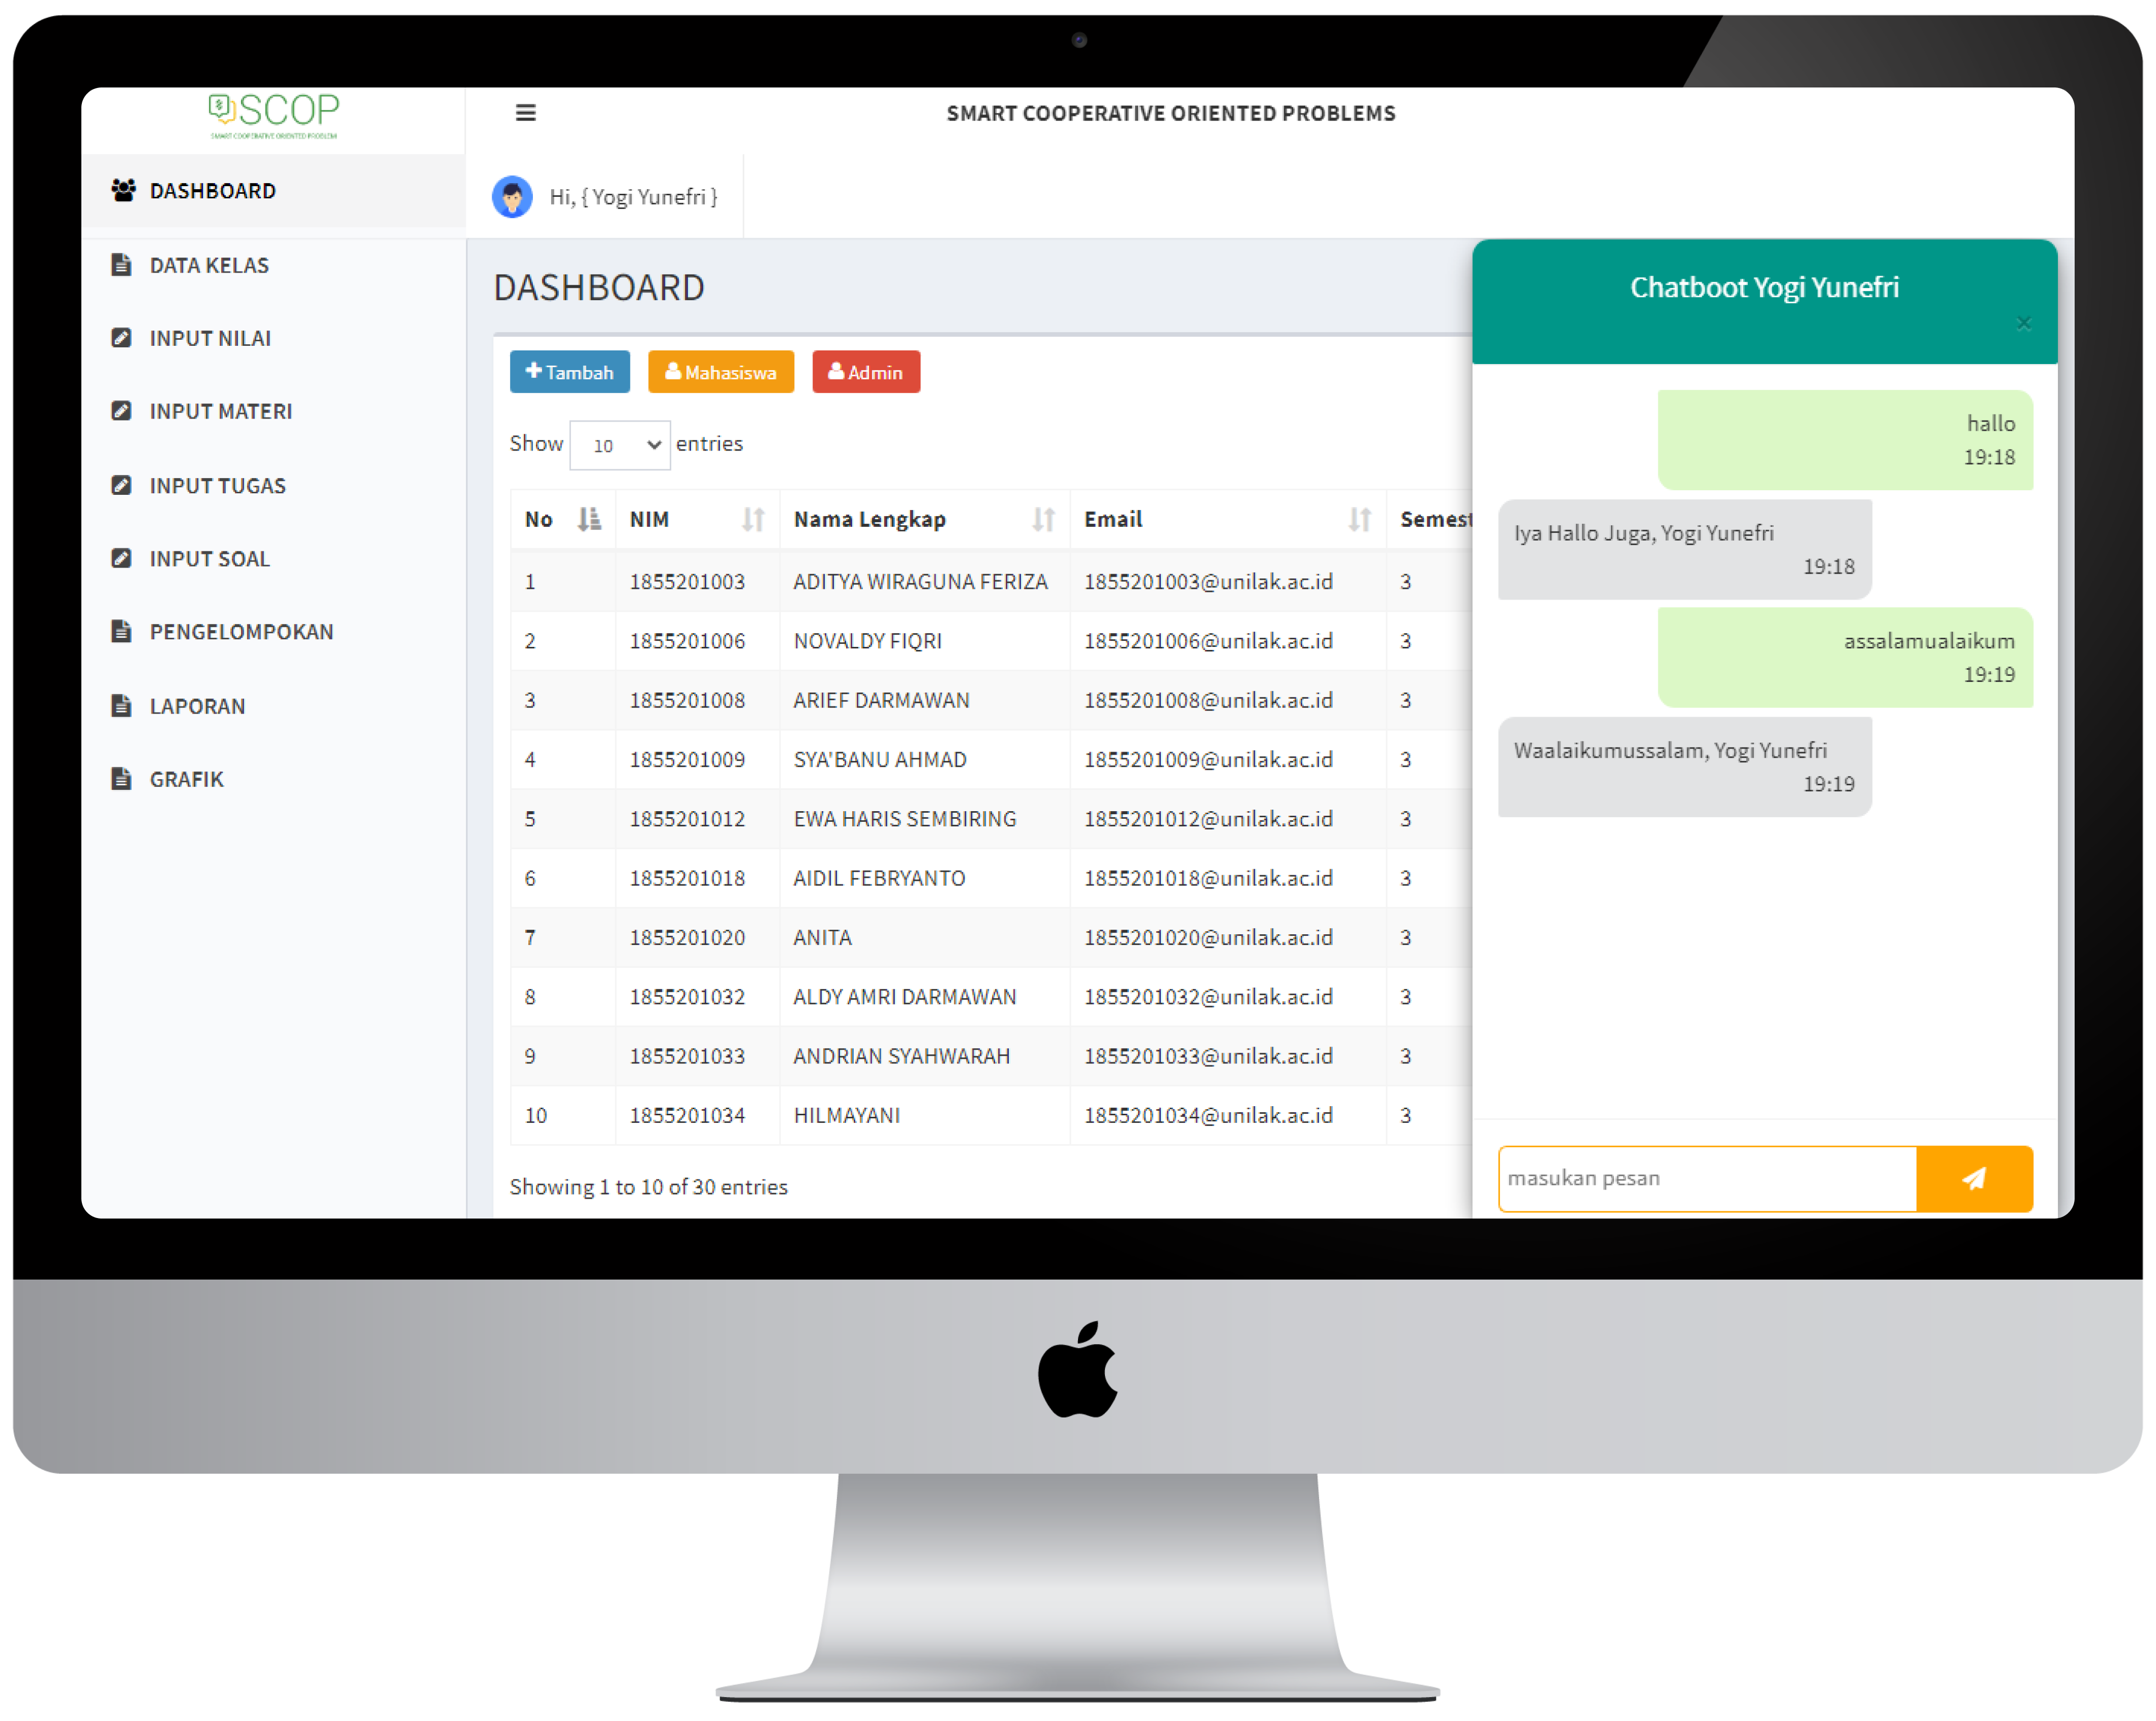 SCOP
SMART COOPERATIVE ORIENTED PROBLEM
SMART COOPERATIVE ORIENTED PROBLEMS
Hi, { Yogi Yunefri }
DASHBOARD
DATA KELAS
INPUT NILAI
INPUT MATERI
INPUT TUGAS
INPUT SOAL
PENGELOMPOKAN
LAPORAN
GRAFIK
DASHBOARD
Tambah Mahasiswa Admin
Show 10 entries
No NIM Nama Lengkap Email Semest
1 1855201003 ADITYA WIRAGUNA FERIZA 1855201003@unilak.ac.id 3
2 1855201006 NOVALDY FIQRI 1855201006@unilak.ac.id 3
3 1855201008 ARIEF DARMAWAN 1855201008@unilak.ac.id 3
4 1855201009 SYA'BANU AHMAD 1855201009@unilak.ac.id 3
5 1855201012 EWA HARIS SEMBIRING 1855201012@unilak.ac.id 3
6 1855201018 AIDIL FEBRYANTO 1855201018@unilak.ac.id 3
7 1855201020 ANITA 1855201020@unilak.ac.id 3
8 1855201032 ALDY AMRI DARMAWAN 1855201032@unilak.ac.id 3
9 1855201033 ANDRIAN SYAHWARAH 1855201033@unilak.ac.id 3
10 1855201034 HILMAYANI 1855201034@unilak.ac.id 3
Showing 1 to 10 of 30 entries
Chatboot Yogi Yunefri
×
hallo
19:18
Iya Hallo Juga, Yogi Yunefri
19:18
assalamualaikum
19:19
Waalaikumussalam, Yogi Yunefri
19:19
masukan pesan